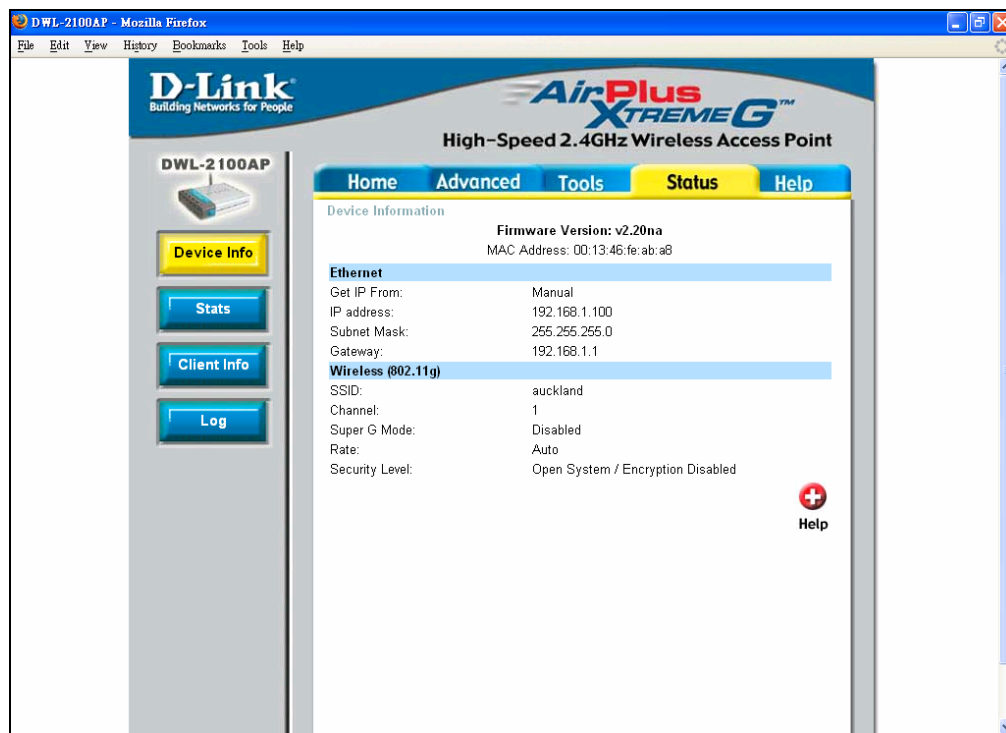 DWL-2100AP - Mozilla Firefox
File Edit View History Bookmarks Tools Help
D-Link
Building Networks for People
AirPlus
XTREME G™
High-Speed 2.4GHz Wireless Access Point
DWL-2100AP
Home Advanced Tools Status Help
Device Info
Stats
Client Info
Log
Device Information
Firmware Version: v2.20na
MAC Address: 00:13:46:fe:ab:a8
Ethernet
Get IP From: Manual
IP address: 192.168.1.100
Subnet Mask: 255.255.255.0
Gateway: 192.168.1.1
Wireless (802.11g)
SSID: auckland
Channel: 1
Super G Mode: Disabled
Rate: Auto
Security Level: Open System / Encryption Disabled
Help